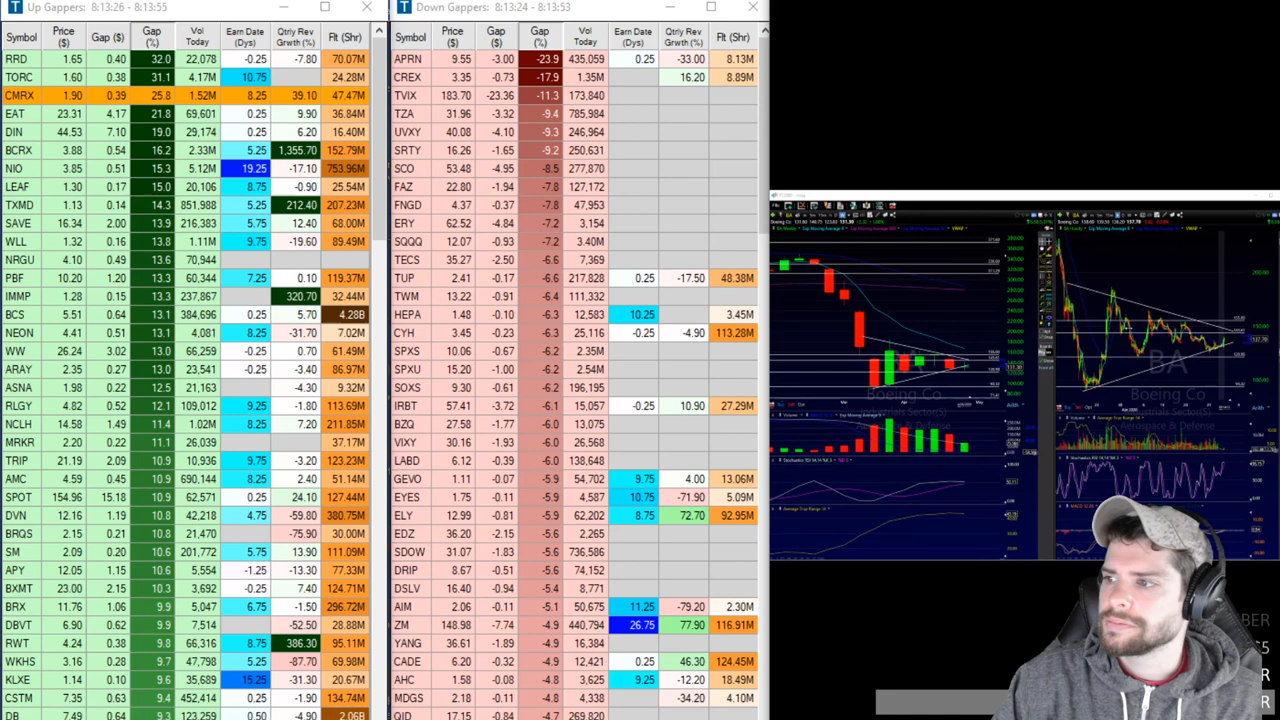 Up Gappers: 8:13:26 - 8:13:55
Symbol Price ($) Gap ($) Gap (%) Vol Today Earn Date (Dys) Qtrly Rev Grwth (%) Flt (Shr)
RRD 1.65 0.40 32.0 22,078 -0.25 -7.80 70.07M
TORC 1.60 0.38 31.1 4.17M 10.75 24.28M
CMRX 1.90 0.39 25.8 1.52M 8.25 39.10 47.47M
EAT 23.31 4.17 21.8 69,601 0.25 9.90 36.84M
DIN 44.53 7.10 19.0 29,174 0.25 6.20 16.40M
BCRX 3.88 0.54 16.2 2.33M 5.25 1,355.70 152.79M
NIO 3.85 0.51 15.3 5.12M 19.25 -17.10 753.96M
LEAF 1.30 0.17 15.0 20,106 8.75 -0.90 25.54M
TXMD 1.13 0.14 14.3 851,988 5.25 212.40 207.23M
SAVE 13.9 26,383 5.75 12.40 68.00M
WLL 1.32 0.16 13.8 1.11M 9.75 -19.60 89.49M
NRGU 4.10 0.49 13.6 70,944
PBF 13.3 60,344 7.25 0.10 119.37M
IMMP 1.28 0.15 13.3 237,867 320.70 32.44M
BCS 5.51 0.64 13.1 384,696 0.25 5.70 4.28B
NEON 4.41 0.51 13.1 4,081 8.25 -31.70 7.02M
WW 26.24 3.02 13.0 66,259 -0.25 -0.70 61.49M
ARAY 2.35 0.27 13.0 -0.25 -3.40 86.97M
ASNA 1.98 0.22 12.5 21,163 9.32M
RLGY 0.52 12.1 9.25 -1.80 113.69M
NCLH 14.58 1.49 11.4 1.02M 8.25 7.20 211.85M
MRKR 2.20 0.22 11.1 26,039 37.17M
TRIP 10.9 10,936 9.75 -3.20 123.23M
AMC 4.59 0.45 10.9 690,144 8.25 2.40 51.14M
SPOT 154.96 15.18 10.9 62,571 0.25 24.10 127.44M
DVN 12.18 1.19 10.8 42,218 4.75 -59.80 380.75M
BRQS 2.15 0.21 10.8 21,470 -75.90 30.00M
SM 2.09 0.20 10.6 201,772 5.75 13.90 111.09M
APY 12.05 10.6 5,554 -1.25 -13.30 77.33M
BXMT 23.00 2.15 10.3 3,692 -0.25 7.40 124.71M
BRX 11.76 1.06 9.9 5,047 6.75 -1.50 296.72M
DBVT 6.90 0.62 9.9 7,514 -52.50 28.88M
RWT 4.24 0.38 9.8 66,316 8.75 386.30 95.11M
WKHS 3.16 0.28 9.7 47,798 5.25 -87.70 69.98M
KLXE 1.14 0.10 9.6 35,689 15.25 -31.30 20.67M
CSTM 7.35 0.63 9.4 452,414 0.25 -1.90 134.74M
DB 7.49 0.64 9.3 123,259 0.50 -4.90 2.06B
Down Gappers: 8:13:24 - 8:13:53
Symbol Price ($) Gap ($) Gap (%) Vol Today Earn Date (Dys) Qtrly Rev Grwth (%) Flt (Shr)
APRN 9.55 -3.00 -23.9 435,059 0.25 -33.00 8.13M
CREX 3.35 -0.73 -17.9 1.35M 16.20 8.89M
TVIX 183.70 -23.36 -11.3 173,840
TZA 31.96 -3.32 -9.4 785,984
UVXY 40.08 -4.10 -9.3 246,964
SRTY 16.26 -1.65 -9.2 250,631
SCO 53.48 -4.95 -8.5 277,870
FAZ 22.80 -1.94 -7.8 127,172
FNGD 4.37 -0.37 -7.8 47,953
ERY 62.52 -4.84 -7.2 3,154
SQQQ 12.07 -0.93 -7.2 3.40M
TECS 35.27 -2.50 -6.6 7,369
TUP 2.41 -0.17 -6.6 27,828 0.25 -17.50 48.38M
TWM 13.22 -0.91 -6.4 111,332
HEPA 1.48 -0.10 -6.3 12,583 10.25 3.45M
CYH -0.23 -6.3 25,116 -0.25 -4.90 113.28M
SPXS 10.06 -0.67 -6.2 2.35M
SPXU 15.20 -1.00 -6.2 2.54M
SOXS 9.30 -0.61 -6.2
IRBT 57.41 -3.72 -6.1 15,057 -0.25 10.90 27.29M
BZQ 27.58 -1.77 -6.0 13,075
VIXY 30.16 -1.93 -6.0
LABD 6.12 -0.39 -6.0
GEVO 1.11 -0.07 -5.9 54,702 9.75 4.00 13.06M
EYES 1.75 -0.11 -5.9 4,587 10.75 -71.90 5.09M
ELY 12.99 -0.81 -5.9 22,202 8.75 72.70 92.95M
EDZ 36.20 -2.15 -5.6 2,265
SDOW 31.07 -1.83 -5.6 736,586
DRIP 8.67 -0.51 -5.6 74,152
DSLV 16.40 -0.94 -5.4 8,771
AIM 2.06 -0.11 -5.1 50,675 11.25 -79.20 2.30M
ZM 148.98 -7.74 -4.9 440,794 26.75 77.90 116.91M
YANG 36.61 -1.89 -4.9 14,384
CADE 6.20 -0.32 -4.9 12,421 0.25 46.30 124.45M
AHC 1.58 -0.08 -4.8 3,625 9.25 -12.20 18.49M
MDGS 2.18 -0.11 -4.8 4,338 -34.20 4.10M
QID 17.15 -0.84 -4.7 269,820
BA
Boeing Co
Industrials Sector(S)
Aerospace & Defense